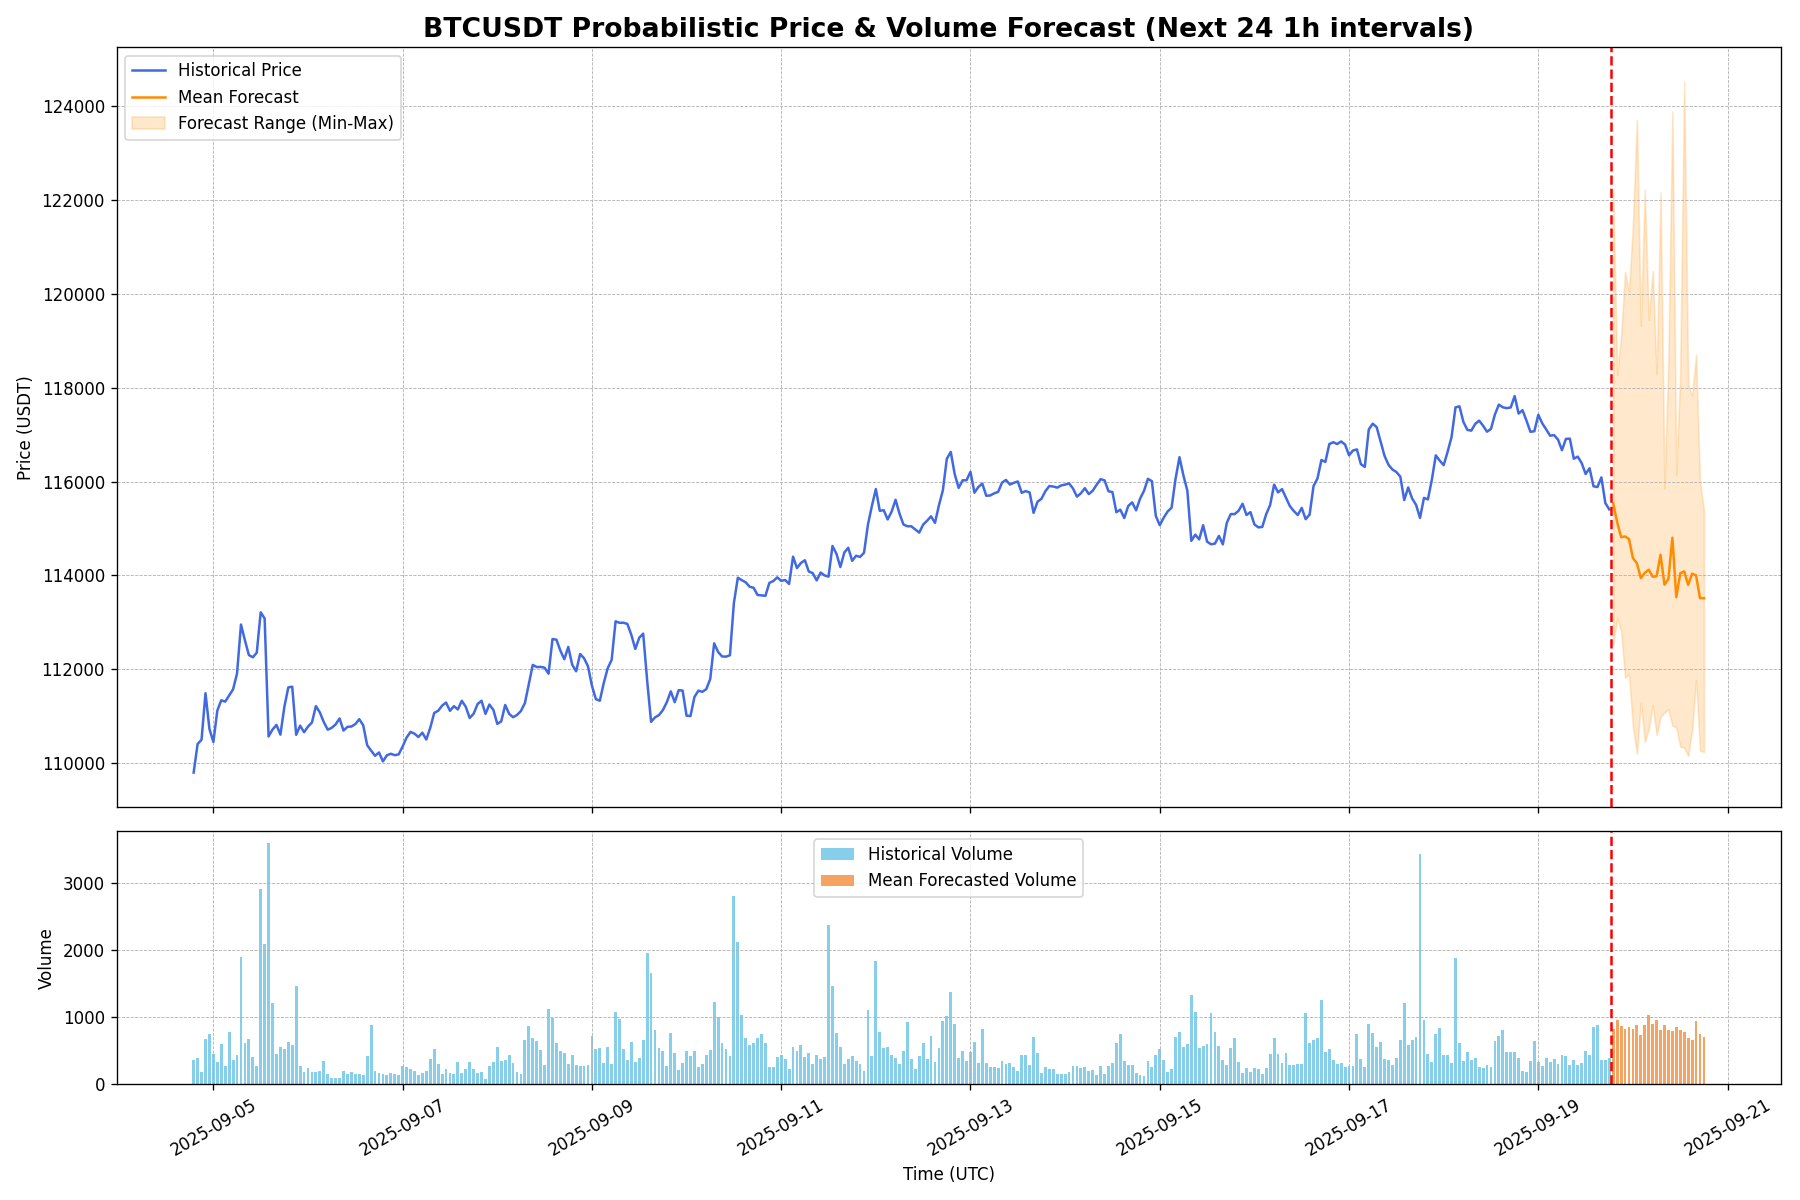 BTCUSDT Probabilistic Price & Volume Forecast (Next 24 1h intervals)
Historical Price
Mean Forecast
Forecast Range (Min-Max)
Price (USDT)
124000
122000
120000
118000
116000
114000
112000
110000
Historical Volume
Mean Forecasted Volume
Volume
3000
2000
1000
0
2025-09-05
2025-09-07
2025-09-09
2025-09-11
2025-09-13
2025-09-15
2025-09-17
2025-09-19
2025-09-21
Time (UTC)